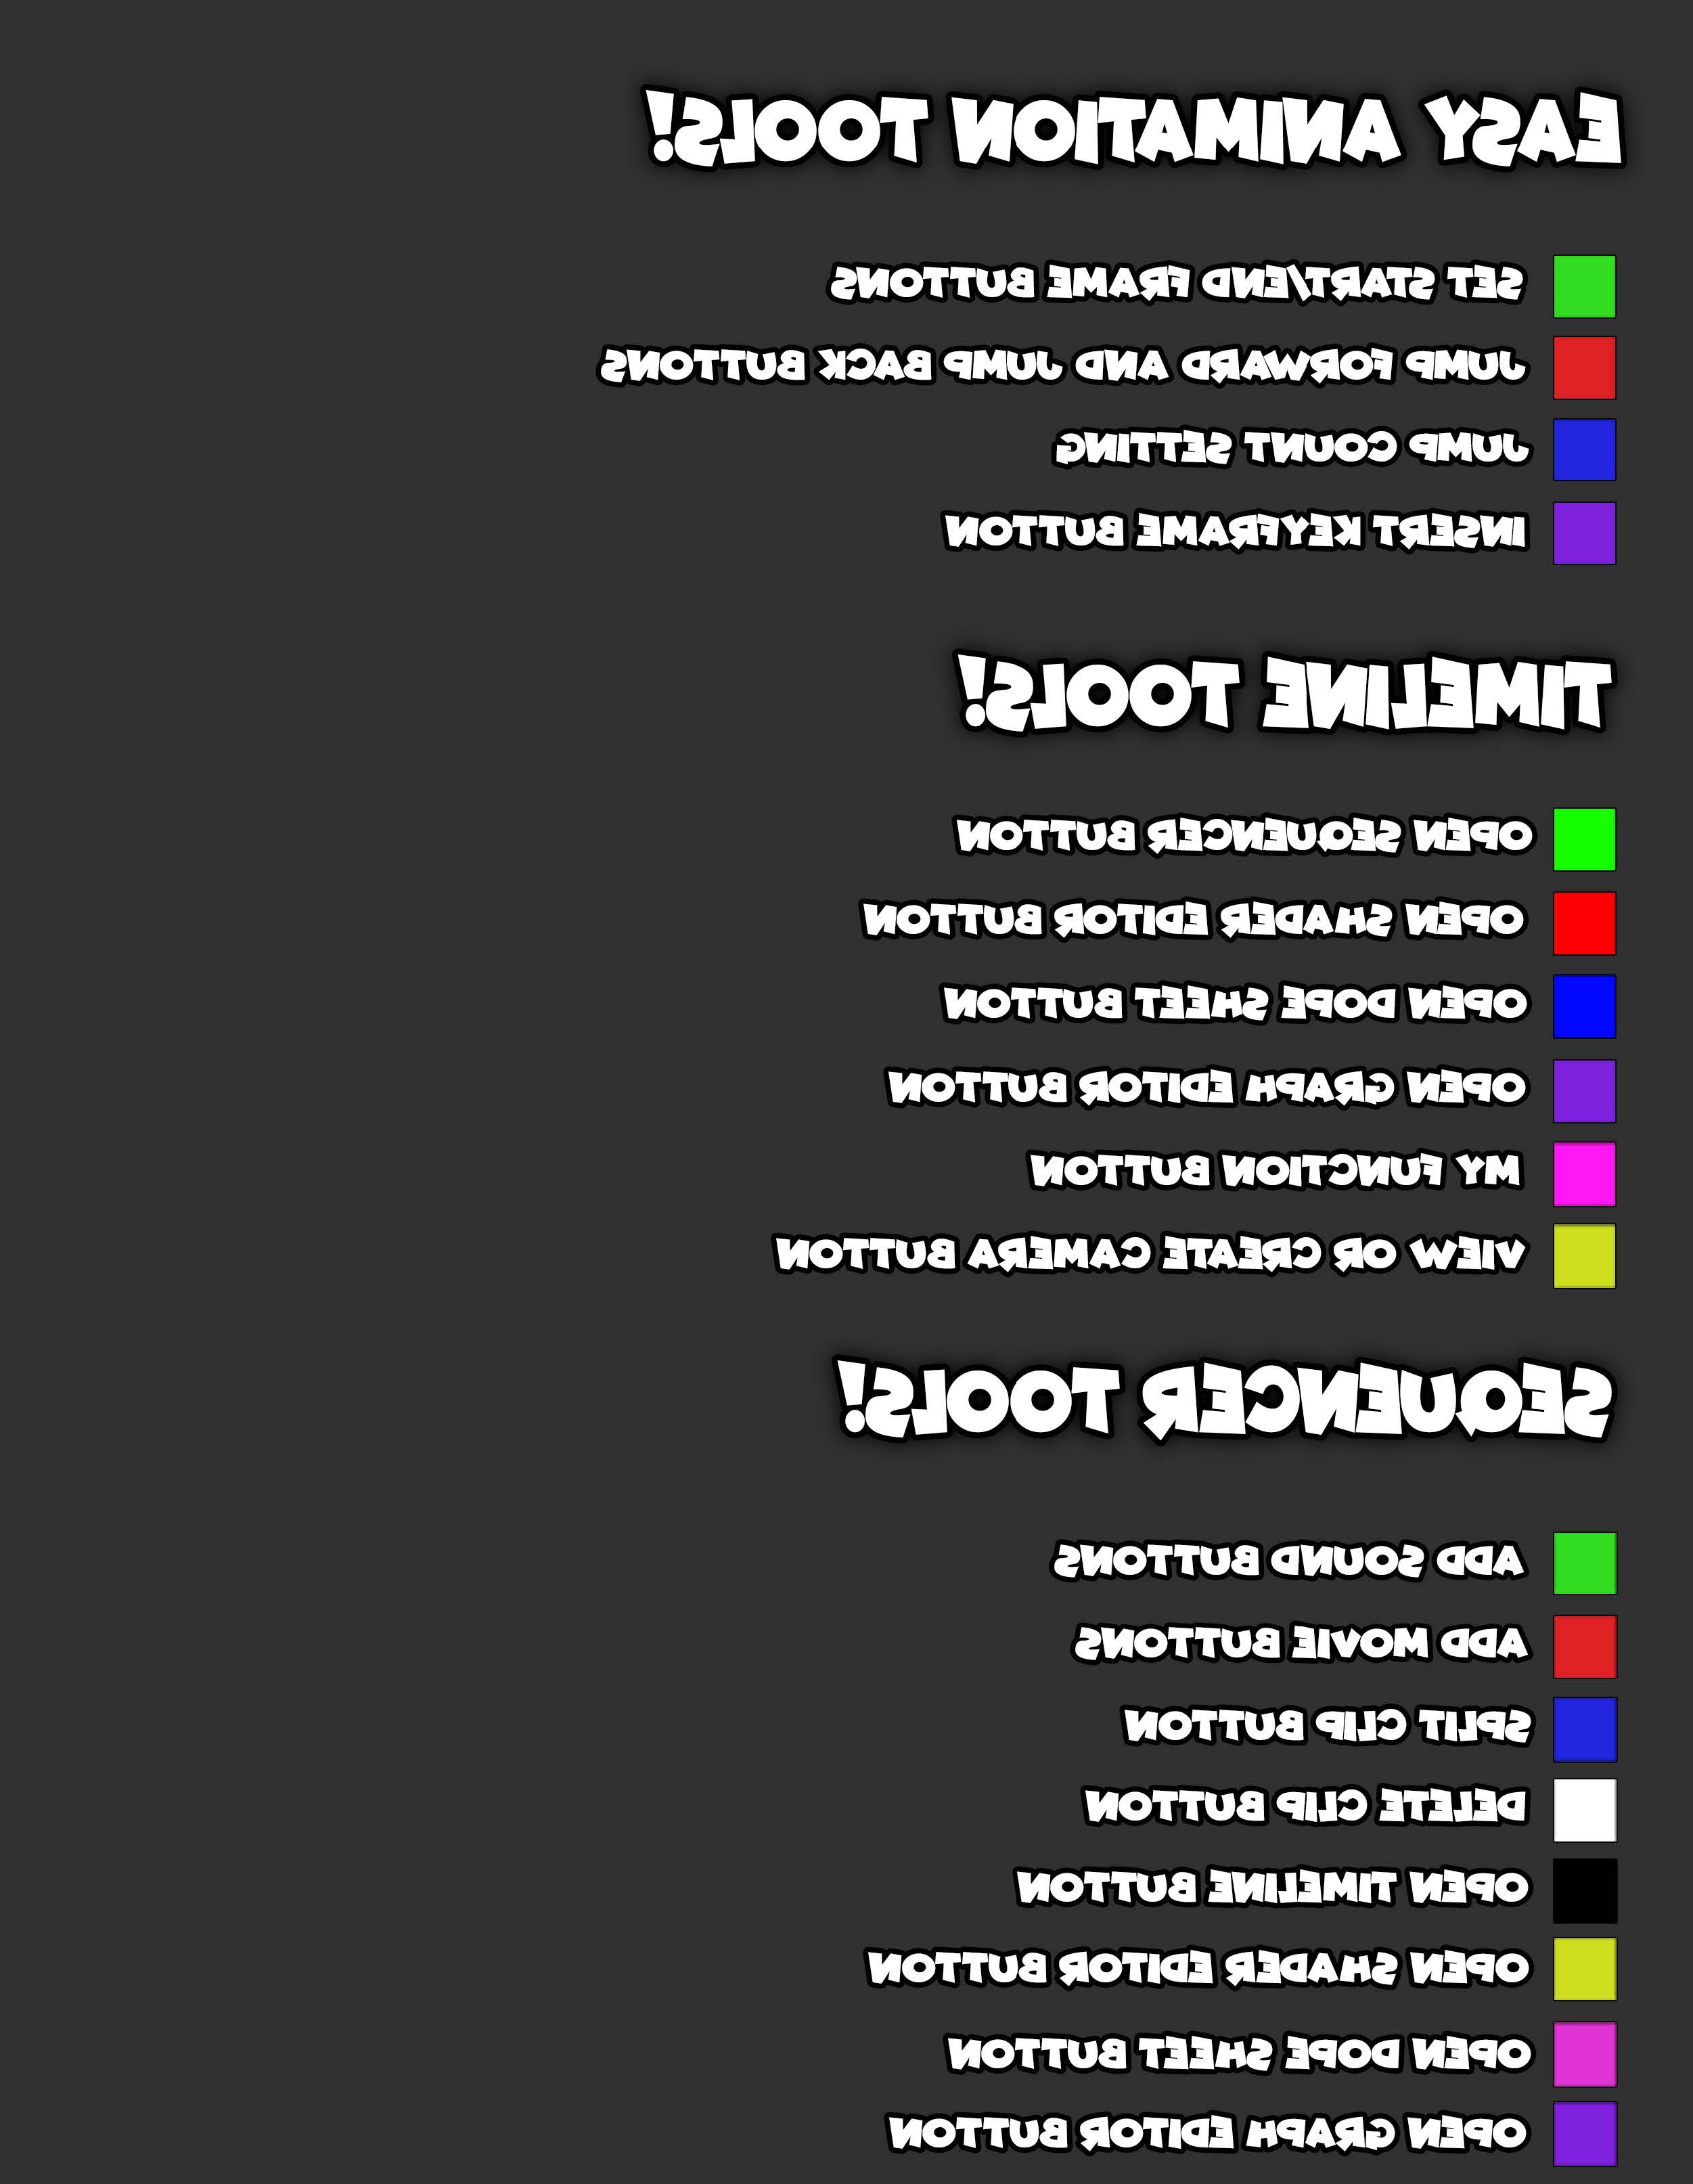 EASY ANIMATION TOOLS!
SET START/END FRAME BUTTONS
JUMP FORWARD AND JUMP BACK BUTTONS
JUMP COUNT SETTING
INSERT KEYFRAME BUTTON
TIMELINE TOOLS!
OPEN SEQUENCER BUTTON
OPEN SHADER EDITOR BUTTON
OPEN DOPE SHEET BUTTON
OPEN GRAPH EDITOR BUTTON
MY FUNCTION BUTTON
VIEW OR CREATE CAMERA BUTTON
SEQUENCER TOOLS!
ADD SOUND BUTTONS
ADD MOVIE BUTTONS
SPLIT CLIP BUTTON
DELETE CLIP BUTTON
OPEN TIMELINE BUTTON
OPEN SHADER EDITOR BUTTON
OPEN DOPE SHEET BUTTON
OPEN GRAPH EDITOR BUTTON